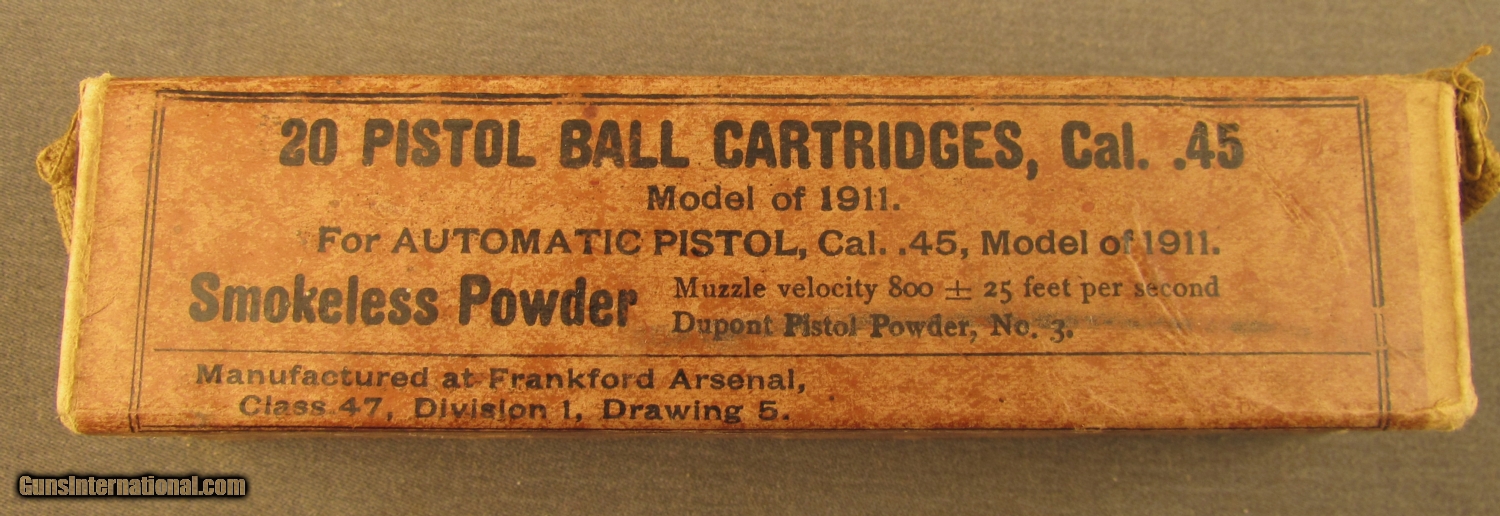 20 PISTOL BALL CARTRIDGES, Cal. .45
Model of 1911.
For AUTOMATIC PISTOL, Cal. .45, Model of 1911.
Smokeless Powder
Muzzle velocity 800 ± 25 feet per second
Dupont Pistol Powder, No. 3.
Manufactured at Frankford Arsenal,
Class 47, Division 1, Drawing 5.
GunsInternational.com